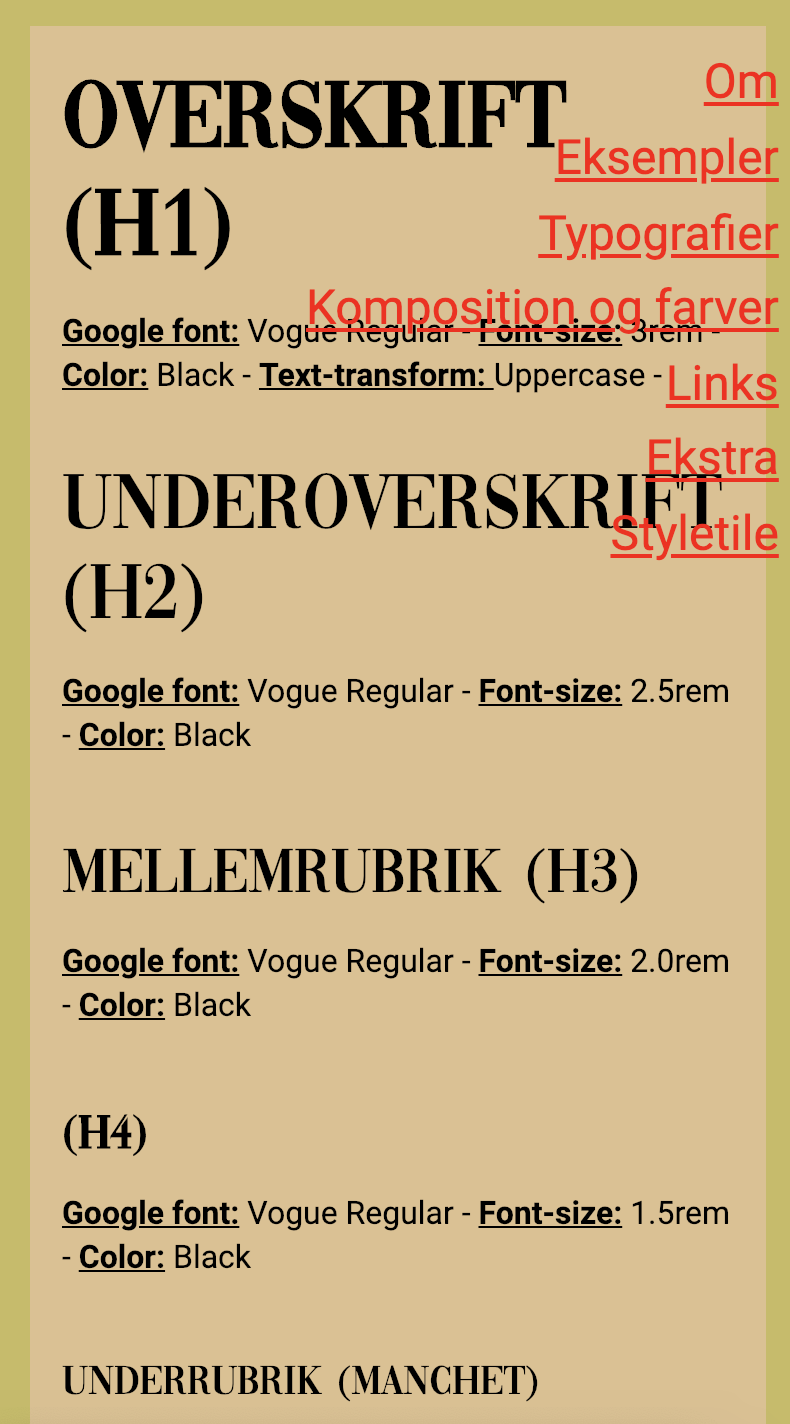 OVERSKRIFT
(H1)
Om
Eksempler
Typografier
Komposition og farver
Links
Ekstra
Styletile
Google font: Vogue Regular - Font-size: 3rem -
Color: Black - Text-transform: Uppercase -
UNDEROVERSKRIFT
(H2)
Google font: Vogue Regular - Font-size: 2.5rem
- Color: Black
MELLEMRUBRIK (H3)
Google font: Vogue Regular - Font-size: 2.0rem
- Color: Black
(H4)
Google font: Vogue Regular - Font-size: 1.5rem
- Color: Black
UNDERRUBRIK (MANCHET)